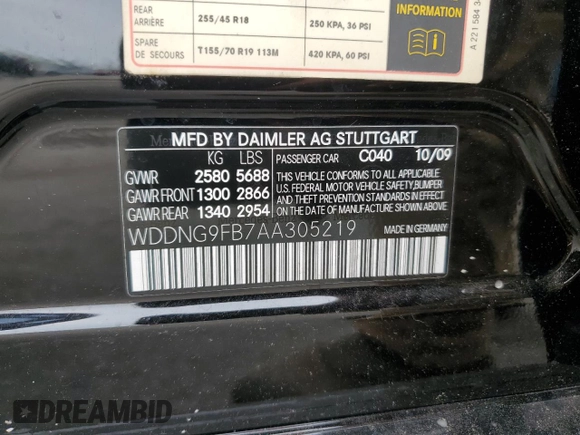 REAR
ARRIÈRE
255/45 R18
250 KPA, 36 PSI
SPARE
DE SECOURS
T155/70 R19 113M
420 KPA, 60 PSI
INFORMATION
A 221 584 3
MFD BY DAIMLER AG STUTTGART
KG LBS PASSENGER CAR C040 10/09
GVWR 2580 5688
GAWR FRONT 1300 2866
GAWR REAR 1340 2954
THIS VEHICLE CONFORMS TO ALL APPLICABLE
U.S. FEDERAL MOTOR VEHICLE SAFETY, BUMPER
AND THEFT PREVENTION STANDARDS IN
EFFECT ON THE DATE OF MANUFACTURE
SHOWN ABOVE.
WDDNG9FB7AA305219
DREAMBID